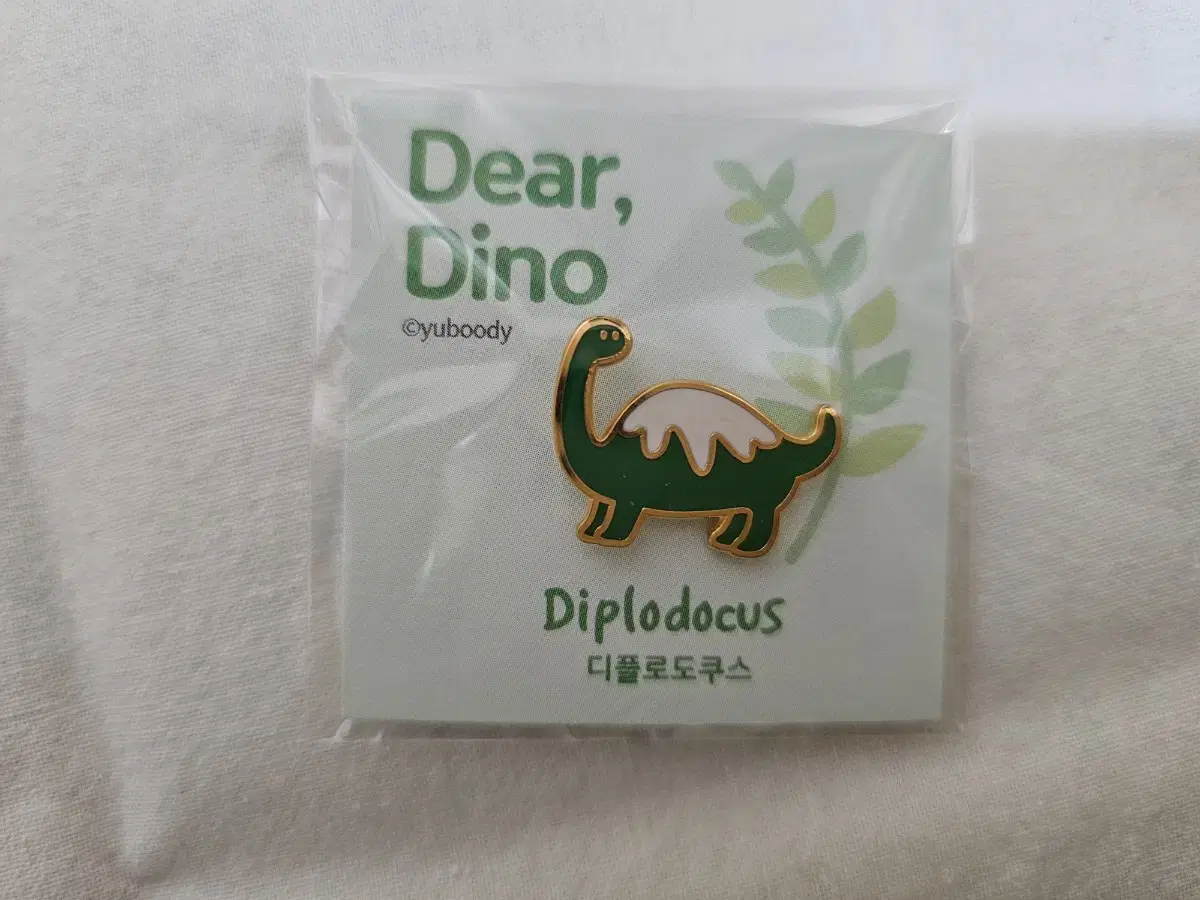 Dear,
Dino
©yuboody
Diplodocus
디플로도쿠스